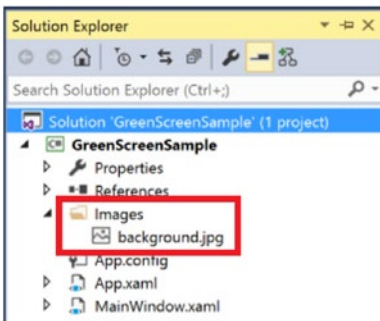 Solution Explorer
Search Solution Explorer (Ctrl+;)
Solution 'GreenScreenSample' (1 project)
C# GreenScreenSample
Properties
References
Images
background.jpg
App.config
App.xaml
MainWindow.xaml